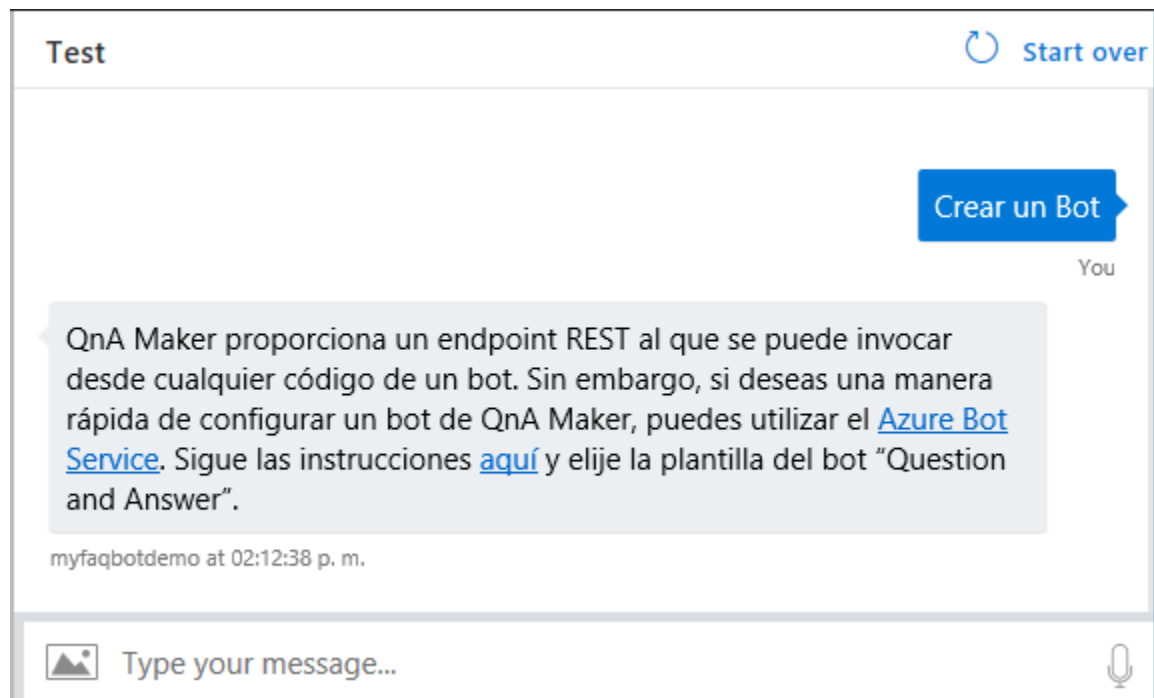 Test
Start over
Crear un Bot
You
QnA Maker proporciona un endpoint REST al que se puede invocar
desde cualquier código de un bot. Sin embargo, si deseas una manera
rápida de configurar un bot de QnA Maker, puedes utilizar el Azure Bot
Service. Sigue las instrucciones aquí y elije la plantilla del bot “Question
and Answer”.
myfaqbotdemo at 02:12:38 p. m.
Type your message...